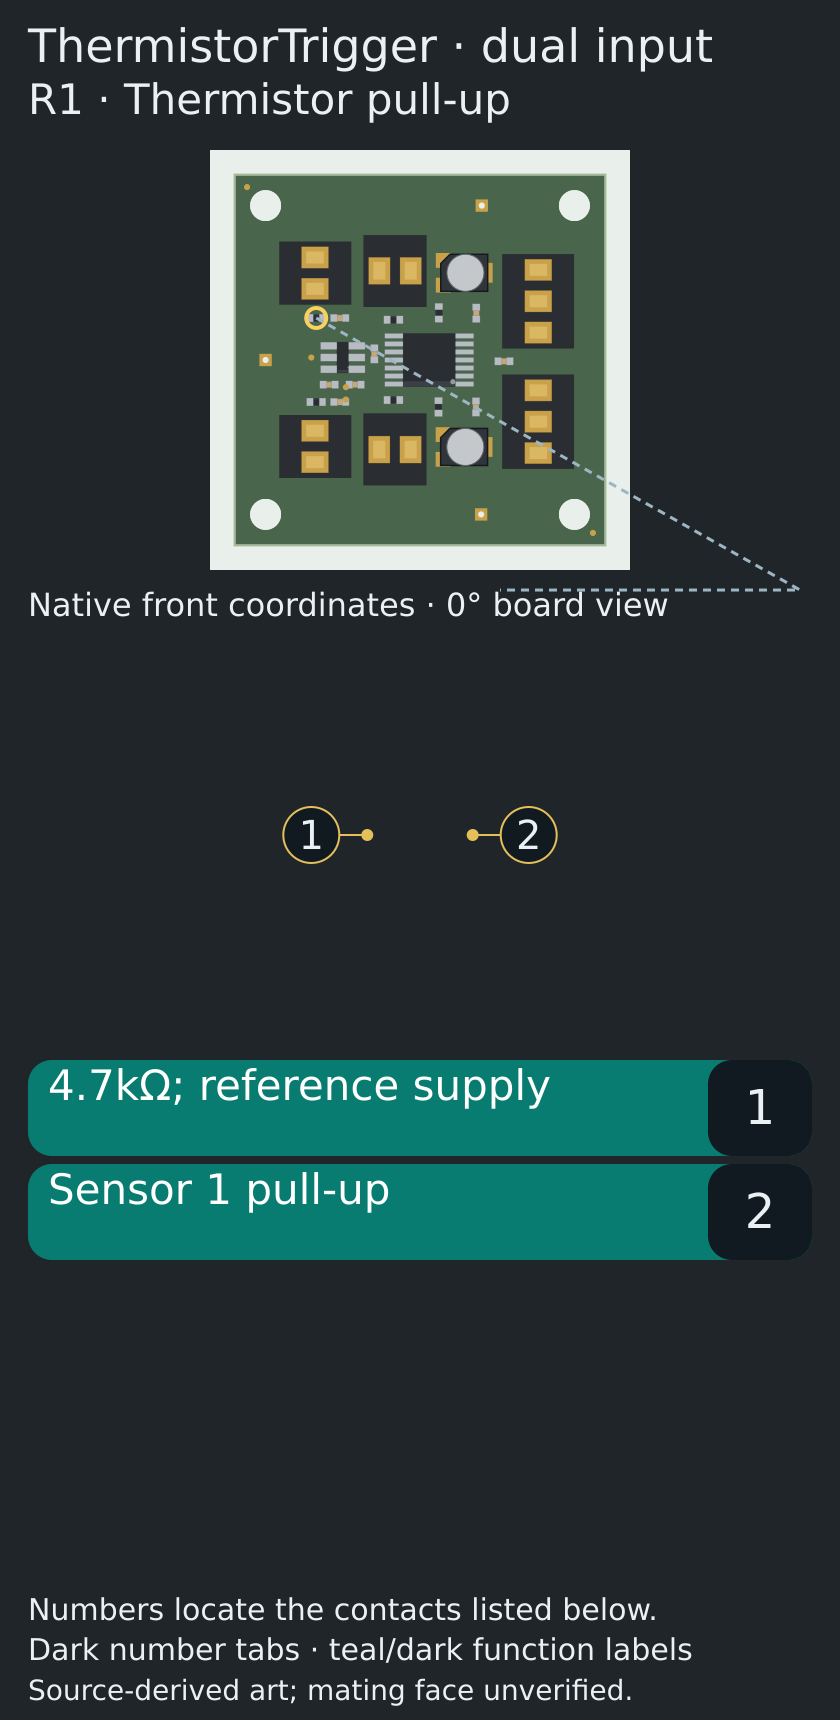 ThermistorTrigger · dual input
R1 · Thermistor pull-up
Native front coordinates · 0° board view
1
2
4.7kΩ; reference supply
1
Sensor 1 pull-up
2
Numbers locate the contacts listed below.
Dark number tabs · teal/dark function labels
Source-derived art; mating face unverified.